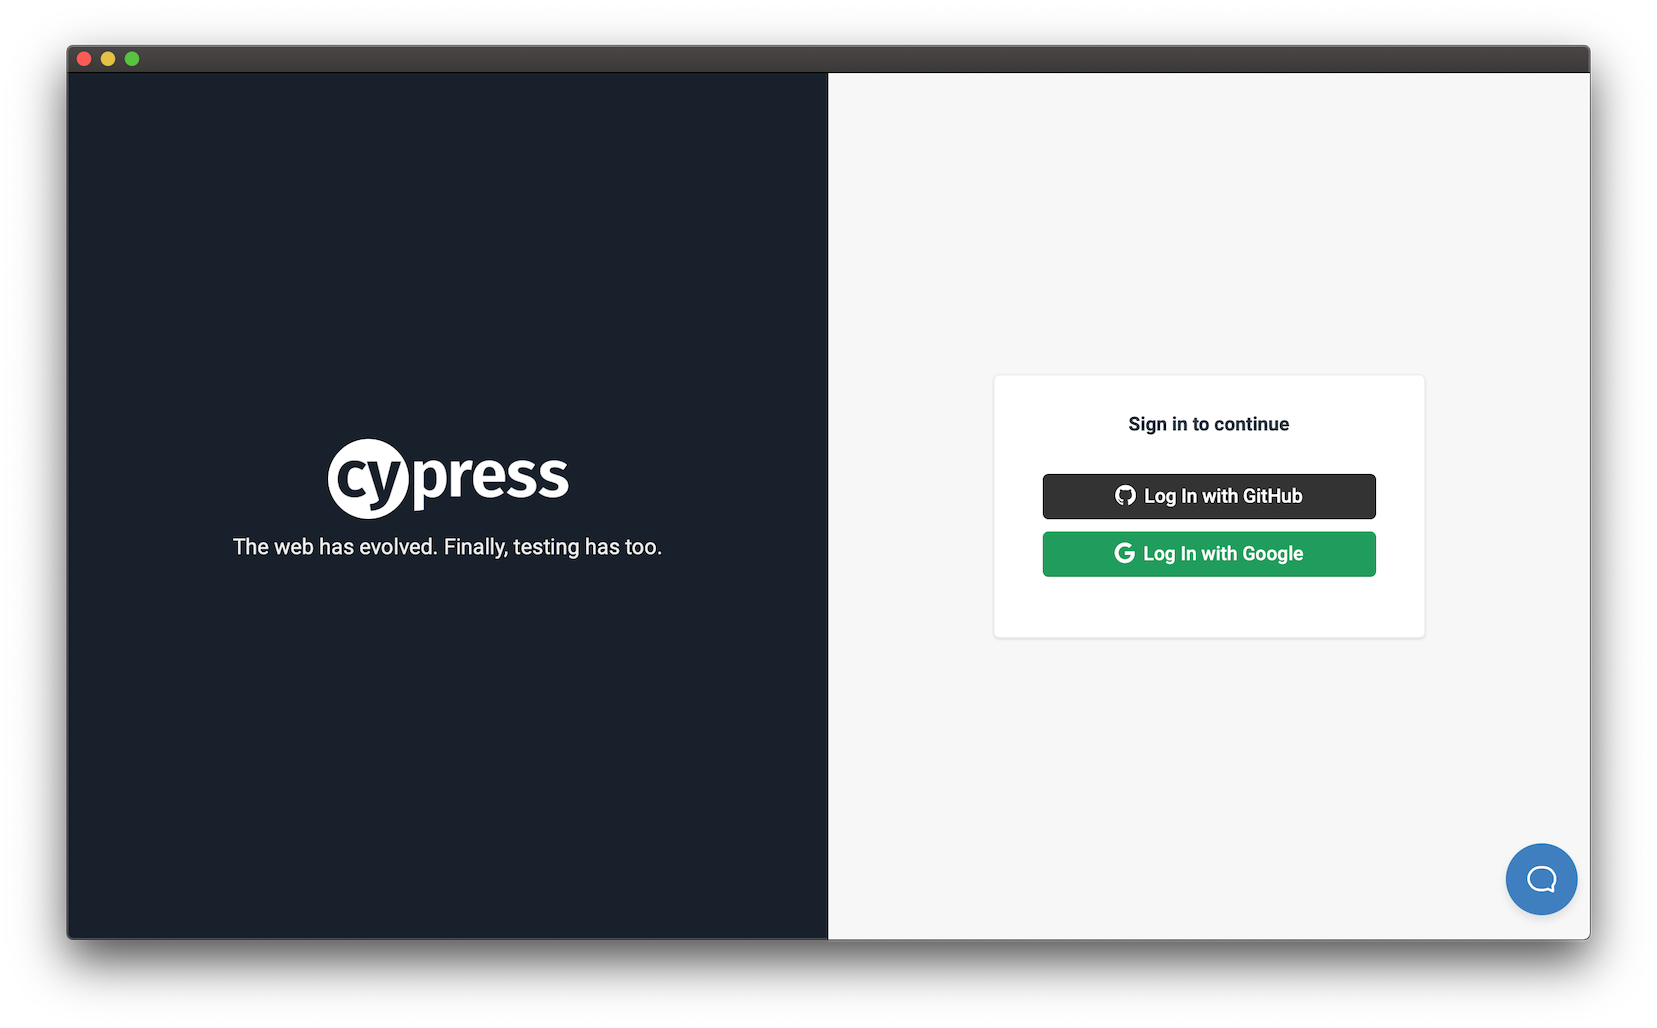 cypress
The web has evolved. Finally, testing has too.
Sign in to continue
Log In with GitHub
Log In with Google